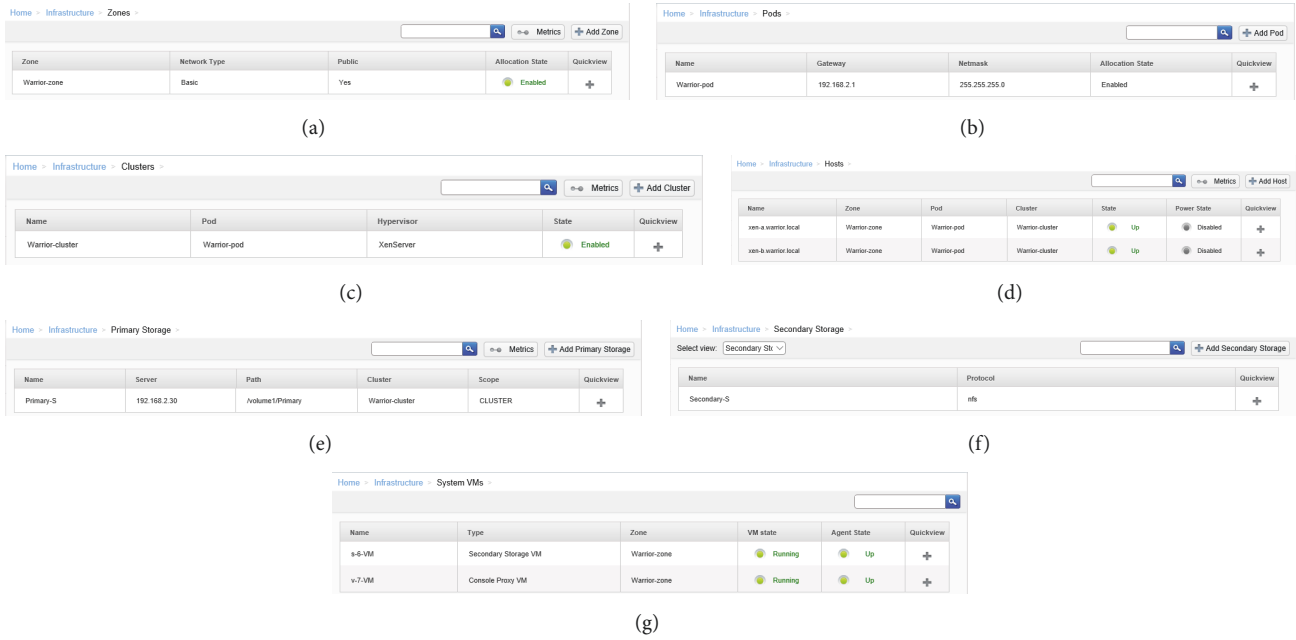 Home > Infrastructure > Zones >
Metrics Add Zone
Zone Network Type Public Allocation State Quickview
Warrior-zone Basic Yes Enabled
(a)
Home > Infrastructure > Pods >
Add Pod
Name Gateway Netmask Allocation State Quickview
Warrior-pod 192.168.2.1 255.255.255.0 Enabled
(b)
Home > Infrastructure > Clusters >
Metrics Add Cluster
Name Pod Hypervisor State Quickview
Warrior-cluster Warrior-pod XenServer Enabled
(c)
Home > Infrastructure > Hosts >
Metrics Add Host
Name Zone Pod Cluster State Power State Quickview
xen-a.warrior.local Warrior-zone Warrior-pod Warrior-cluster Up Disabled
xen-b.warrior.local Warrior-zone Warrior-pod Warrior-cluster Up Disabled
(d)
Home > Infrastructure > Primary Storage >
Metrics Add Primary Storage
Name Server Path Cluster Scope Quickview
Primary-S 192.168.2.30 /volume1/Primary Warrior-cluster CLUSTER
(e)
Home > Infrastructure > Secondary Storage >
Select view: Secondary Sto Add Secondary Storage
Name Protocol Quickview
Secondary-S nfs
(f)
Home > Infrastructure > System VMs >
Name Type Zone VM state Agent State Quickview
s-6-VM Secondary Storage VM Warrior-zone Running Up
v-7-VM Console Proxy VM Warrior-zone Running Up
(g)